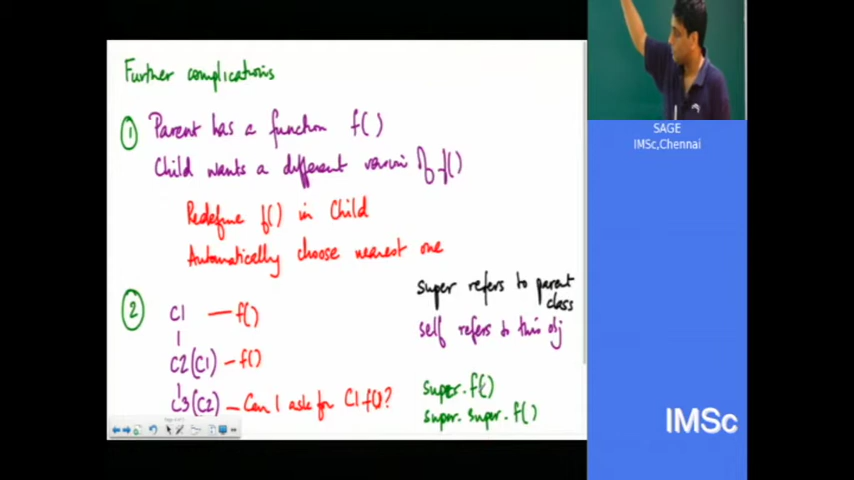 Further complications
① Parent has a function f()
Child wants a different version of f()
Redefine f() in Child
Automatically choose nearest one
super refers to parent
class
self refers to this obj
② C1 — f()
C2(C1) — f()
C3(C2) — Can I ask for C1.f()?
super.f()
super.super.f()
SAGE
IMSc,Chennai
IMSc